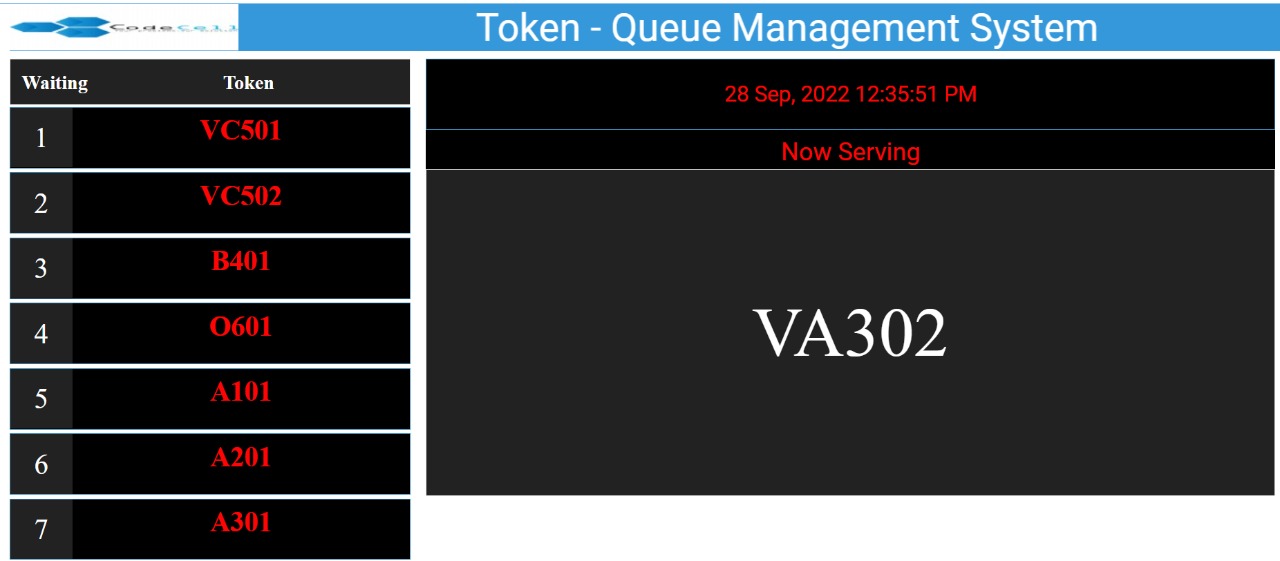 CodeCell
Token - Queue Management System
Waiting Token
1 VC501
2 VC502
3 B401
4 O601
5 A101
6 A201
7 A301
28 Sep, 2022 12:35:51 PM
Now Serving
VA302